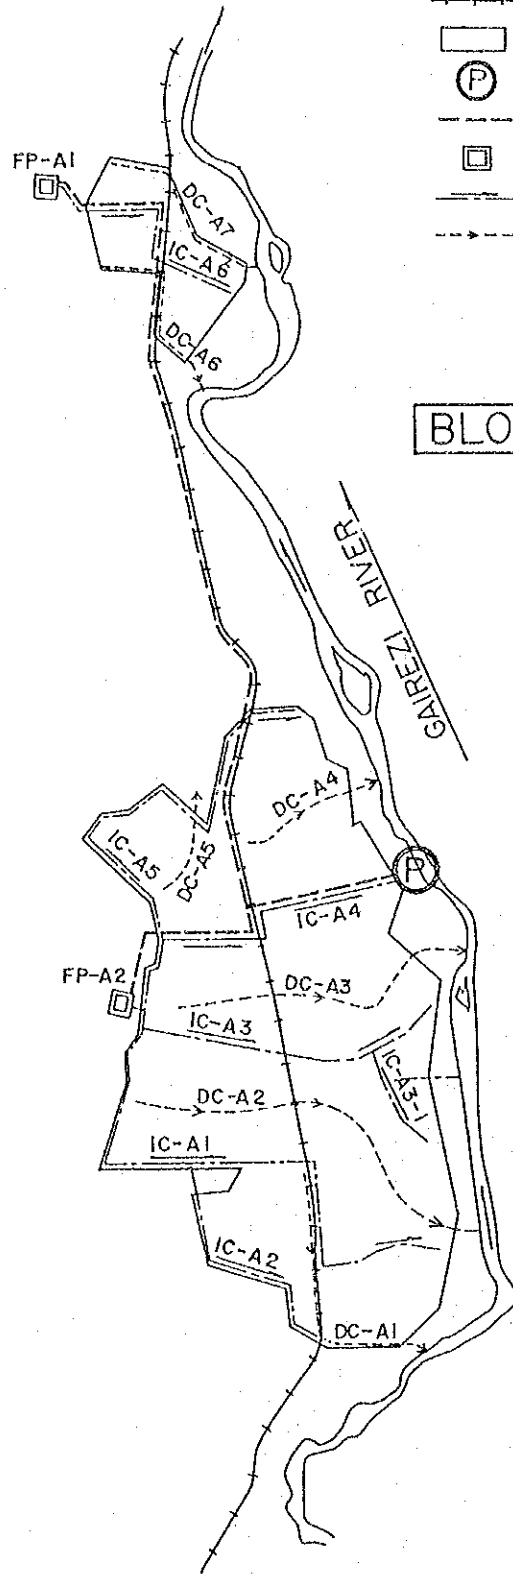 P
FP-A1
DC-A7
IC-A6
DC-A6
BLO
GAIREZI RIVER
DC-A4
IC-A5
DC-A5
P
IC-A4
FP-A2
DC-A3
IC-A3
IC-A3-1
DC-A2
IC-A1
IC-A2
DC-A1